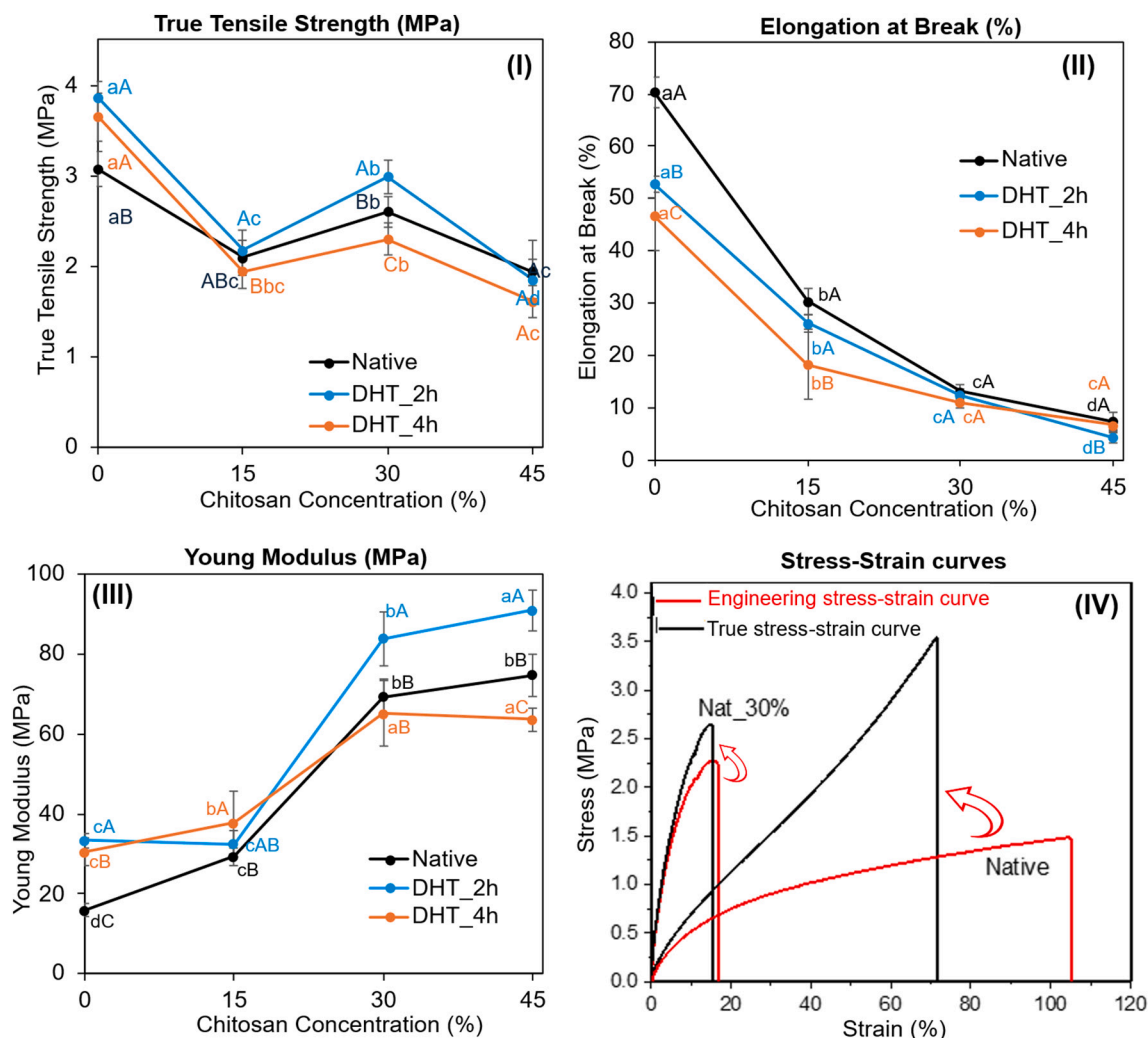 True Tensile Strength (MPa)
(I)
True Tensile Strength (MPa)
4
3
2
1
0
aA
aA
aB
Ac
ABc
Bbc
Ab
Bb
Cb
Ac
Ad
Ac
Native
DHT_2h
DHT_4h
0 15 30 45
Chitosan Concentration (%)
Elongation at Break (%)
(II)
Elongation at Break (%)
80
70
60
50
40
30
20
10
0
aA
aB
aC
bA
bA
bB
cA
cA cA
cA
dA
dB
Native
DHT_2h
DHT_4h
0 15 30 45
Chitosan Concentration (%)
Young Modulus (MPa)
(III)
Young Modulus (MPa)
100
80
60
40
20
0
cA
cB
dC
bA
cAB
cB
bA
bB
aB
aA
bB
aC
Native
DHT_2h
DHT_4h
0 15 30 45
Chitosan Concentration (%)
Stress-Strain curves
(IV)
Engineering stress-strain curve
True stress-strain curve
Stress (MPa)
4.0
3.5
3.0
2.5
2.0
1.5
1.0
0.5
0.0
Nat_30%
Native
0 20 40 60 80 100 120
Strain (%)